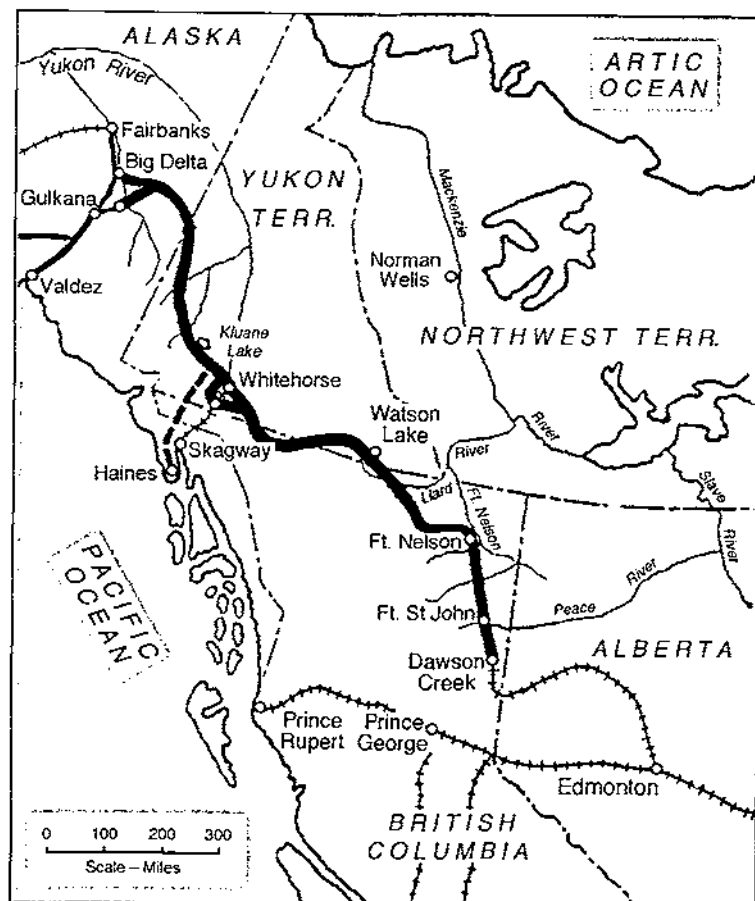 ALASKA
ARTIC
OCEAN
Yukon River
Fairbanks
Big Delta
YUKON
TERR.
Gulkana
Mackenzie
Norman
Wells
Valdez
Kluane
Lake
NORTHWEST TERR.
Whitehorse
Watson
Lake
River
River
Skagway
Slave
Haines
Liard
Ft. Nelson
Ft. Nelson
River
PACIFIC
OCEAN
River
Ft. St John
Peace
ALBERTA
Dawson
Creek
Prince
Rupert
Prince
George
Edmonton
0 100 200 300
Scale – Miles
BRITISH
COLUMBIA